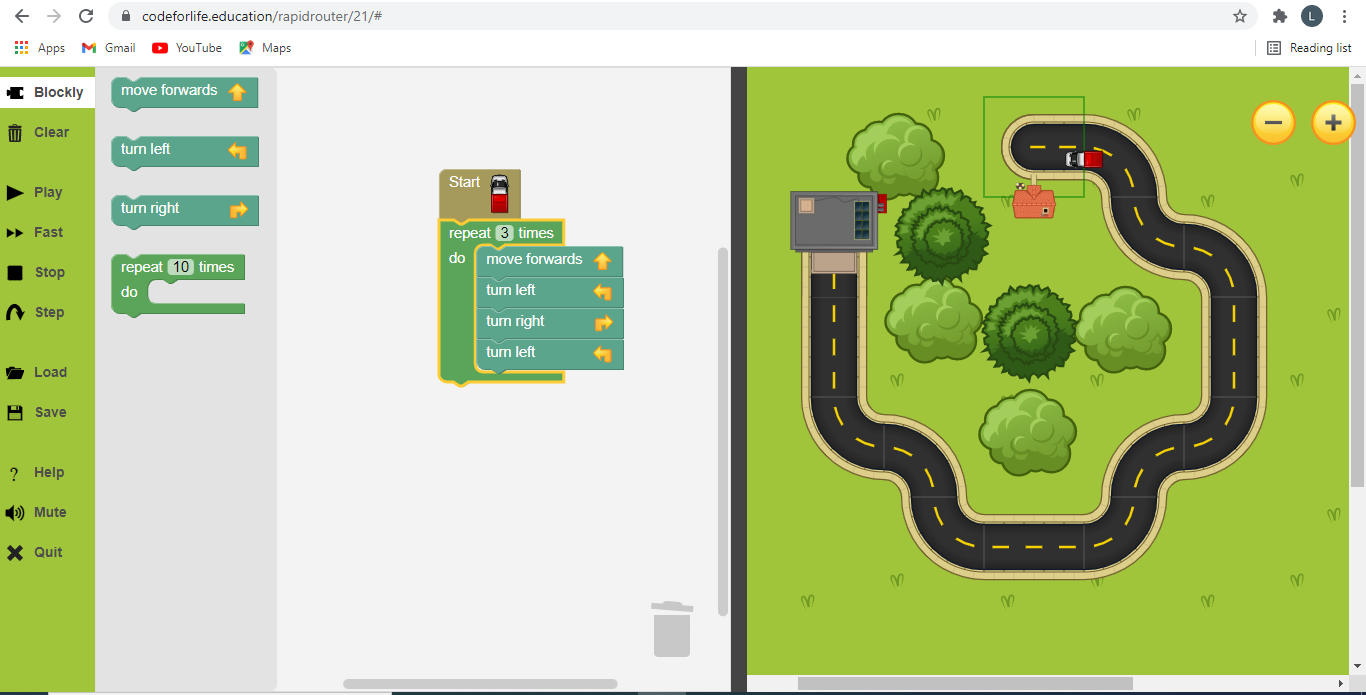 codeforlife.education/rapidrouter/21/#
L
Apps
Gmail
YouTube
Maps
Reading list
Blockly
Clear
Play
Fast
Stop
Step
Load
Save
Help
Mute
Quit
move forwards
turn left
turn right
repeat 10 times
do
Start
repeat 3 times
do
move forwards
turn left
turn right
turn left